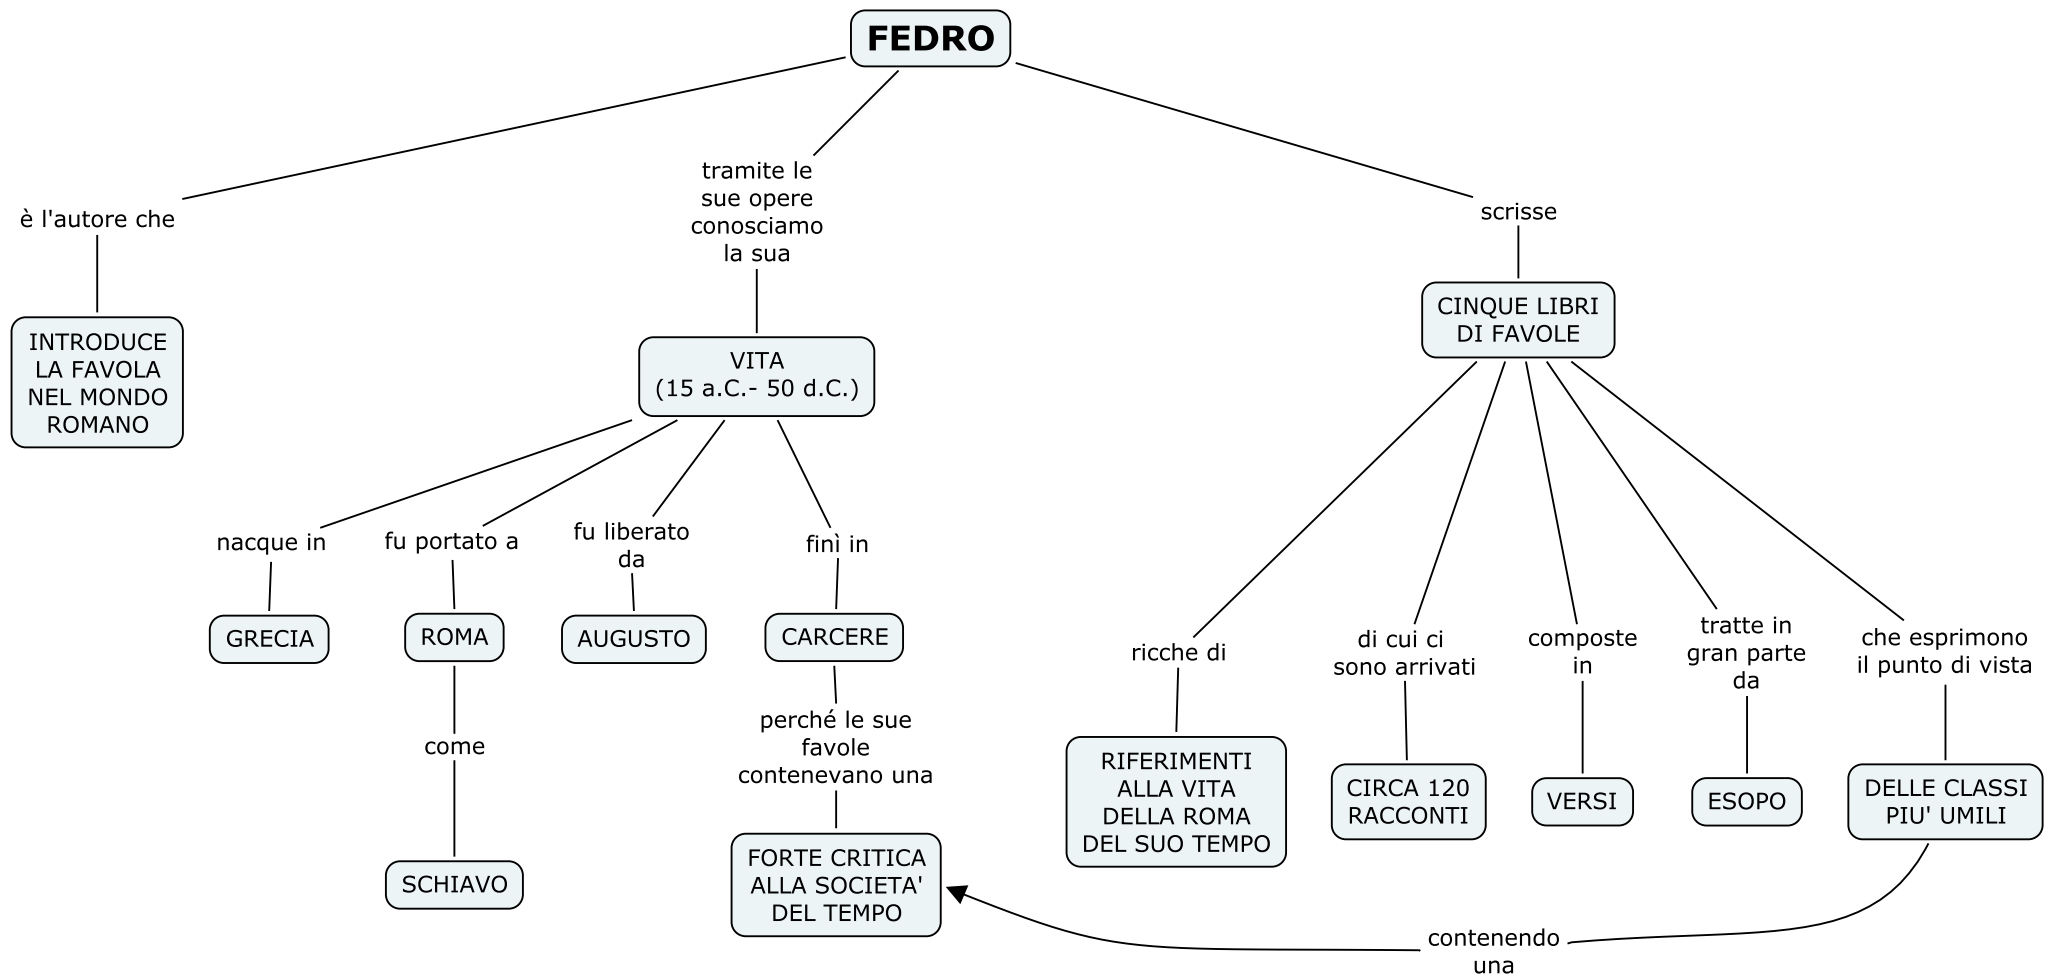 FEDRO
è l'autore che
INTRODUCE
LA FAVOLA
NEL MONDO
ROMANO
tramite le
sue opere
conosciamo
la sua
VITA
(15 a.C.- 50 d.C.)
nacque in
GRECIA
fu portato a
ROMA
come
SCHIAVO
fu liberato
da
AUGUSTO
finì in
CARCERE
perché le sue
favole
contenevano una
FORTE CRITICA
ALLA SOCIETA'
DEL TEMPO
scrisse
CINQUE LIBRI
DI FAVOLE
ricche di
RIFERIMENTI
ALLA VITA
DELLA ROMA
DEL SUO TEMPO
di cui ci
sono arrivati
CIRCA 120
RACCONTI
composte
in
VERSI
tratte in
gran parte
da
ESOPO
che esprimono
il punto di vista
DELLE CLASSI
PIU' UMILI
contenendo
una